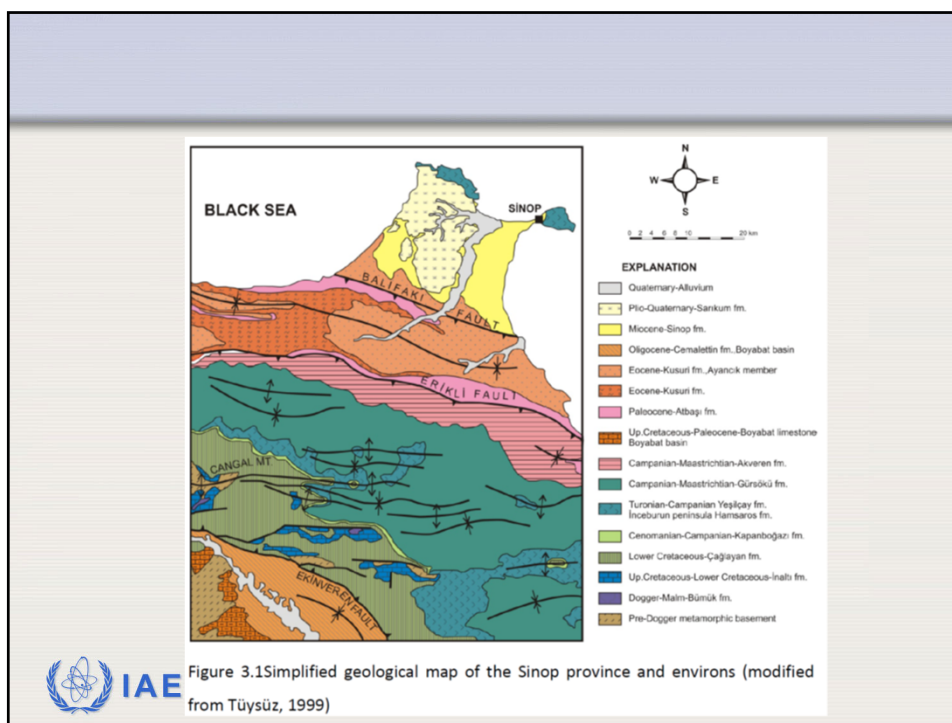 BLACK SEA
SİNOP
BALIFAKI FAULT
ERİKLİ FAULT
CANGAL MT.
EKİNVEREN FAULT
N
W E
S
0 2 4 6 8 10 20 km
EXPLANATION
Quaternary-Alluvium
Plio-Quaternary-Sarıkum fm.
Miocene-Sinop fm.
Oligocene-Cemalettin fm.,Boyabat basin
Eocene-Kusuri fm.,Ayancık member
Eocene-Kusuri fm.
Paleocene-Atbaşı fm.
Up.Cretaceous-Paleocene-Boyabat limestone
Boyabat basin
Campanian-Maastrichtian-Akveren fm.
Campanian-Maastrichtian-Gürsökü fm.
Turonian-Campanian Yeşilçay fm.
İnceburun peninsula Hamsaros fm.
Cenomanian-Campanian-Kapanboğazı fm.
Lower Cretaceous-Çağlayan fm.
Up.Cretaceous-Lower Cretaceous-İnaltı fm.
Dogger-Malm-Bürnük fm.
Pre-Dogger metamorphic basement
IAE
Figure 3.1Simplified geological map of the Sinop province and environs (modified
from Tüysüz, 1999)